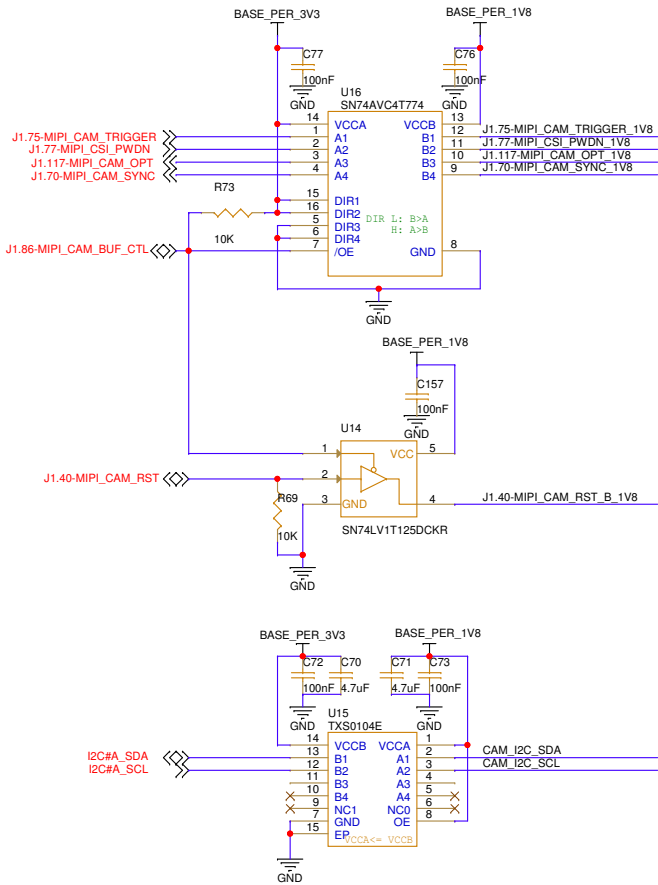 BASE_PER_3V3
BASE_PER_1V8
C77
100nF
GND
C76
100nF
GND
U16
SN74AVC4T774
14 VCCA VCCB 13
J1.75-MIPI_CAM_TRIGGER 1 A1 B1 12 J1.75-MIPI_CAM_TRIGGER_1V8
J1.77-MIPI_CSI_PWDN 2 A2 B2 11 J1.77-MIPI_CSI_PWDN_1V8
J1.117-MIPI_CAM_OPT 3 A3 B3 10 J1.117-MIPI_CAM_OPT_1V8
J1.70-MIPI_CAM_SYNC 4 A4 B4 9 J1.70-MIPI_CAM_SYNC_1V8
R73
10K
15 DIR1
16 DIR2
5 DIR3
6 DIR4
DIR L: B>A
H: A>B
J1.86-MIPI_CAM_BUF_CTL 7 /OE GND 8
GND
BASE_PER_1V8
C157
100nF
GND
U14
1 VCC 5
J1.40-MIPI_CAM_RST 2
R69
10K
3 GND 4 J1.40-MIPI_CAM_RST_B_1V8
SN74LV1T125DCKR
GND
BASE_PER_3V3
BASE_PER_1V8
C72
100nF
C70
4.7uF
C71
4.7uF
C73
100nF
GND
GND
U15
TXS0104E
14 VCCB VCCA 1
I2C#A_SDA 13 B1 A1 2 CAM_I2C_SDA
I2C#A_SCL 12 B2 A2 3 CAM_I2C_SCL
11 B3 A3 4
10 B4 A4 5
9 NC1 NC0 6
7 GND OE 8
15 EP
VCCA<= VCCB
GND